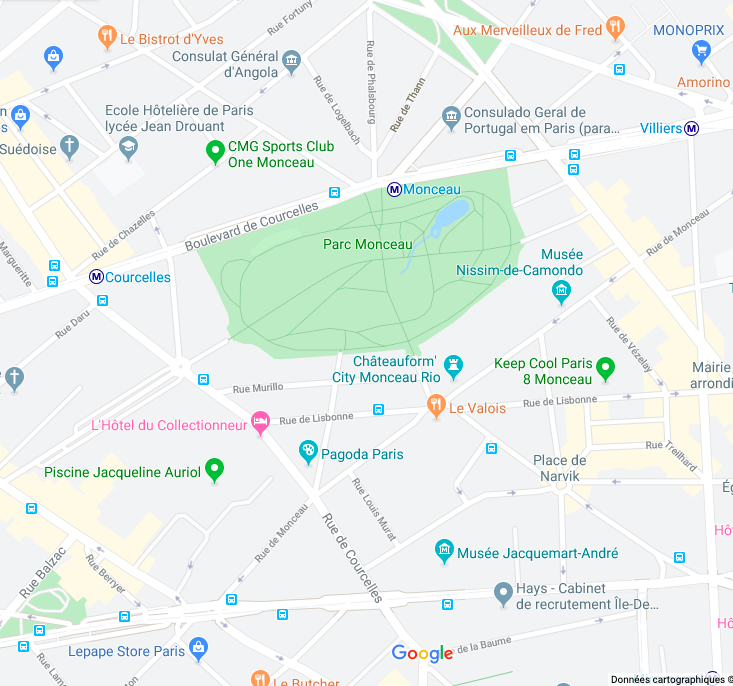 Rue Fortuny
Le Bistrot d'Yves
Aux Merveilleux de Fred
MONOPRIX
Consulat Général
d'Angola
Rue de Phalsbourg
Rue de Thann
Rue de Logelbach
Amorino
Ecole Hôtelière de Paris
lycée Jean Drouant
Consulado Geral de
Portugal em Paris (para...
Villiers
Suédoise
CMG Sports Club
One Monceau
Monceau
Rue de Chazelles
Boulevard de Courcelles
Parc Monceau
Rue de Monceau
Musée
Nissim-de-Camondo
Margueritte
Courcelles
Rue Daru
Rue de Vézelay
Châteauform'
City Monceau Rio
Keep Cool Paris
8 Monceau
Mairie
arrondi
Rue Murillo
Rue de Lisbonne
Le Valois
Rue de Lisbonne
L'Hôtel du Collectionneur
Pagoda Paris
Rue Treilhard
Place de
Narvik
Piscine Jacqueline Auriol
Rue Louis Murat
Rue de Monceau
Rue de Courcelles
Musée Jacquemart-André
Rue Balzac
Rue Berryer
Hays - Cabinet
de recrutement Île-De...
Google
de la Baume
Lepape Store Paris
Le Butcher
Données cartographiques ©